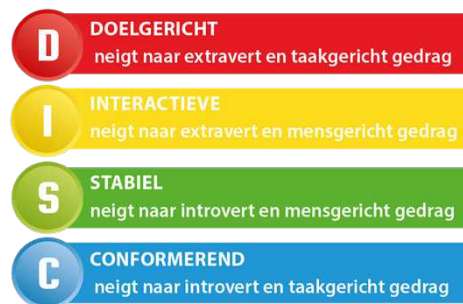 D
DOELGERICHT
neigt naar extravert en taakgericht gedrag
I
INTERACTIEVE
neigt naar extravert en mensgericht gedrag
S
STABIEL
neigt naar introvert en mensgericht gedrag
C
CONFORMEREND
neigt naar introvert en taakgericht gedrag